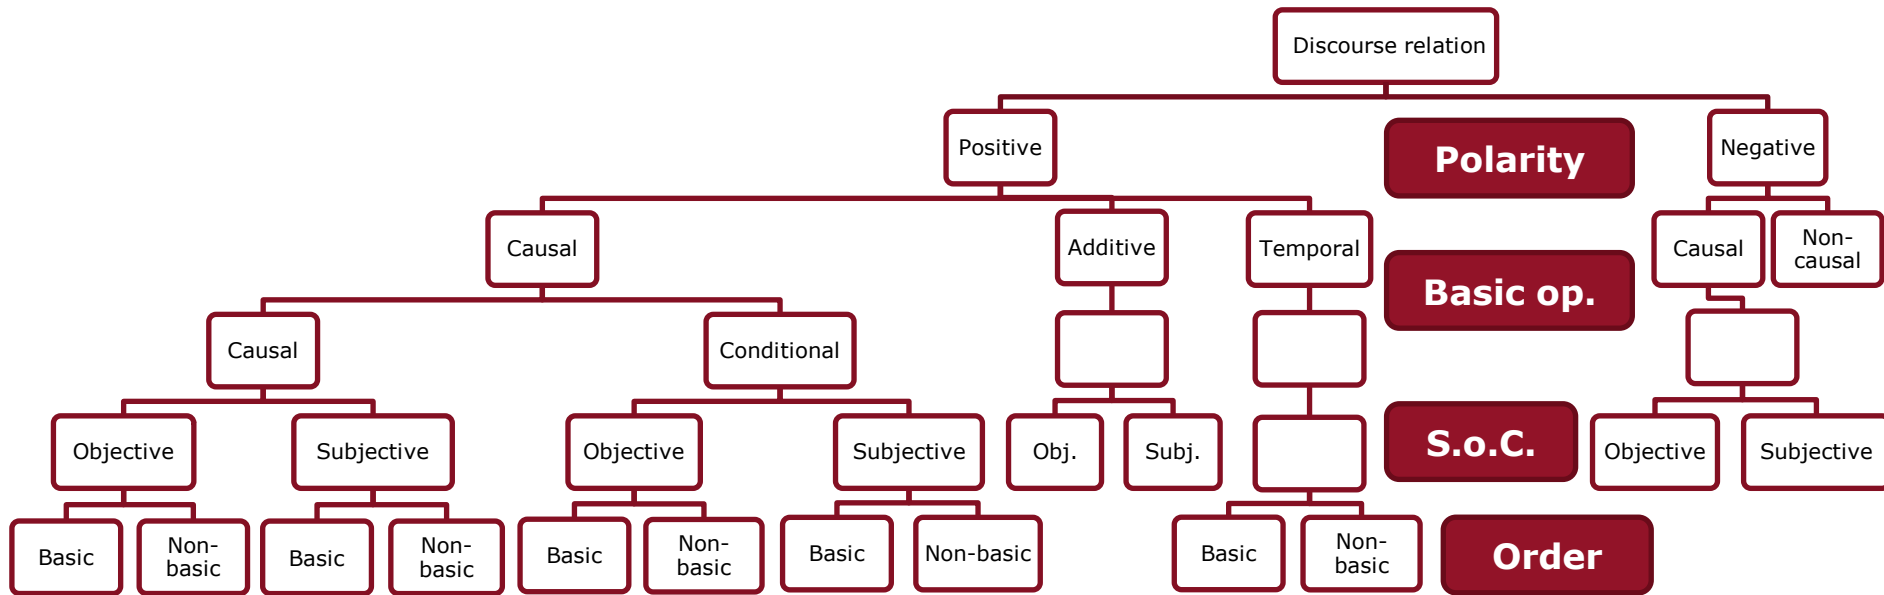 Discourse relation
Positive
Polarity
Negative
Causal
Additive
Temporal
Causal
Non-
causal
Basic op.
Causal
Conditional
Objective
Subjective
Objective
Subjective
Obj.
Subj.
S.o.C.
Objective
Subjective
Basic
Non-
basic
Basic
Non-
basic
Basic
Non-
basic
Basic
Non-basic
Basic
Non-
basic
Order